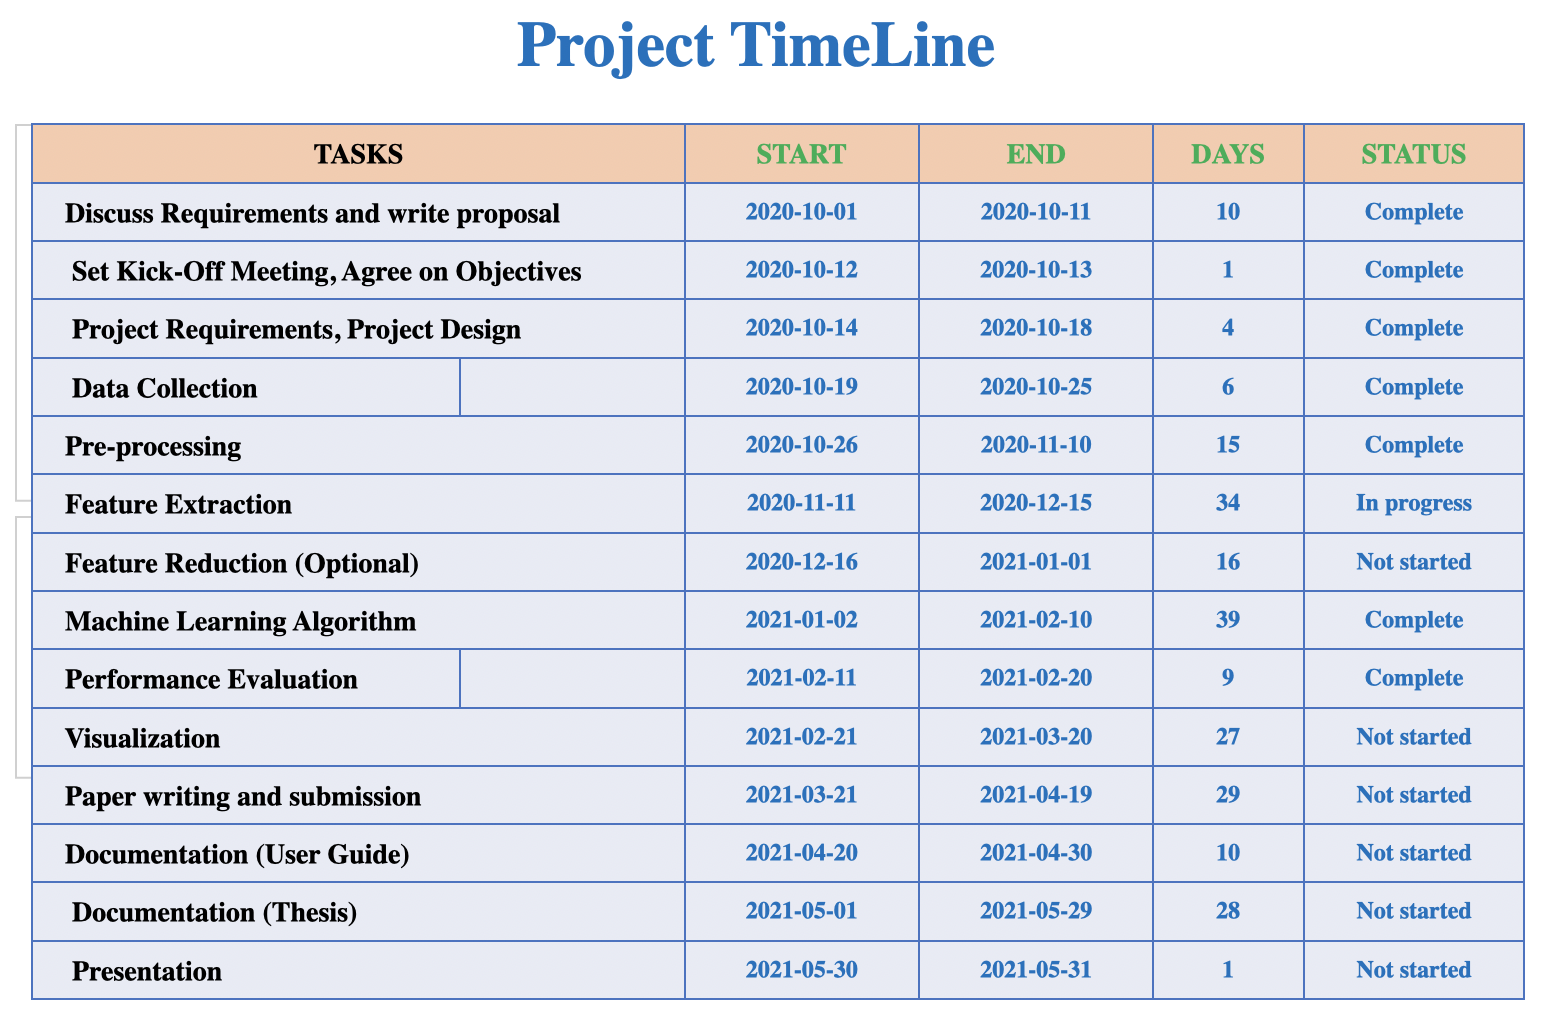 Project TimeLine
TASKS START END DAYS STATUS
Discuss Requirements and write proposal 2020-10-01 2020-10-11 10 Complete
Set Kick-Off Meeting, Agree on Objectives 2020-10-12 2020-10-13 1 Complete
Project Requirements, Project Design 2020-10-14 2020-10-18 4 Complete
Data Collection 2020-10-19 2020-10-25 6 Complete
Pre-processing 2020-10-26 2020-11-10 15 Complete
Feature Extraction 2020-11-11 2020-12-15 34 In progress
Feature Reduction (Optional) 2020-12-16 2021-01-01 16 Not started
Machine Learning Algorithm 2021-01-02 2021-02-10 39 Complete
Performance Evaluation 2021-02-11 2021-02-20 9 Complete
Visualization 2021-02-21 2021-03-20 27 Not started
Paper writing and submission 2021-03-21 2021-04-19 29 Not started
Documentation (User Guide) 2021-04-20 2021-04-30 10 Not started
Documentation (Thesis) 2021-05-01 2021-05-29 28 Not started
Presentation 2021-05-30 2021-05-31 1 Not started